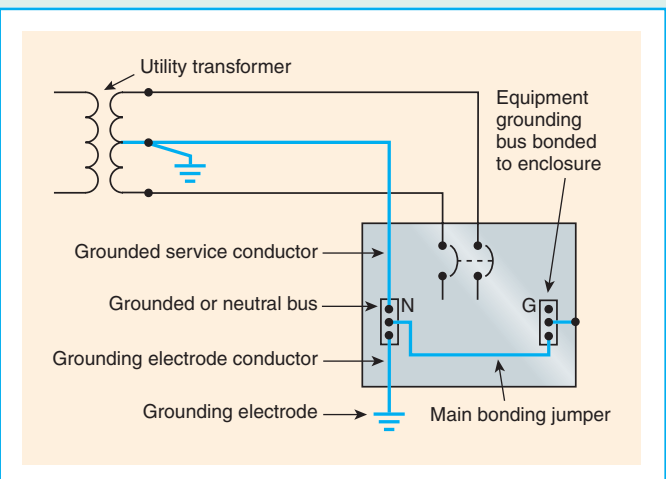 Utility transformer
Equipment
grounding
bus bonded
to enclosure
Grounded service conductor
Grounded or neutral bus
N
G
Grounding electrode conductor
Grounding electrode
Main bonding jumper